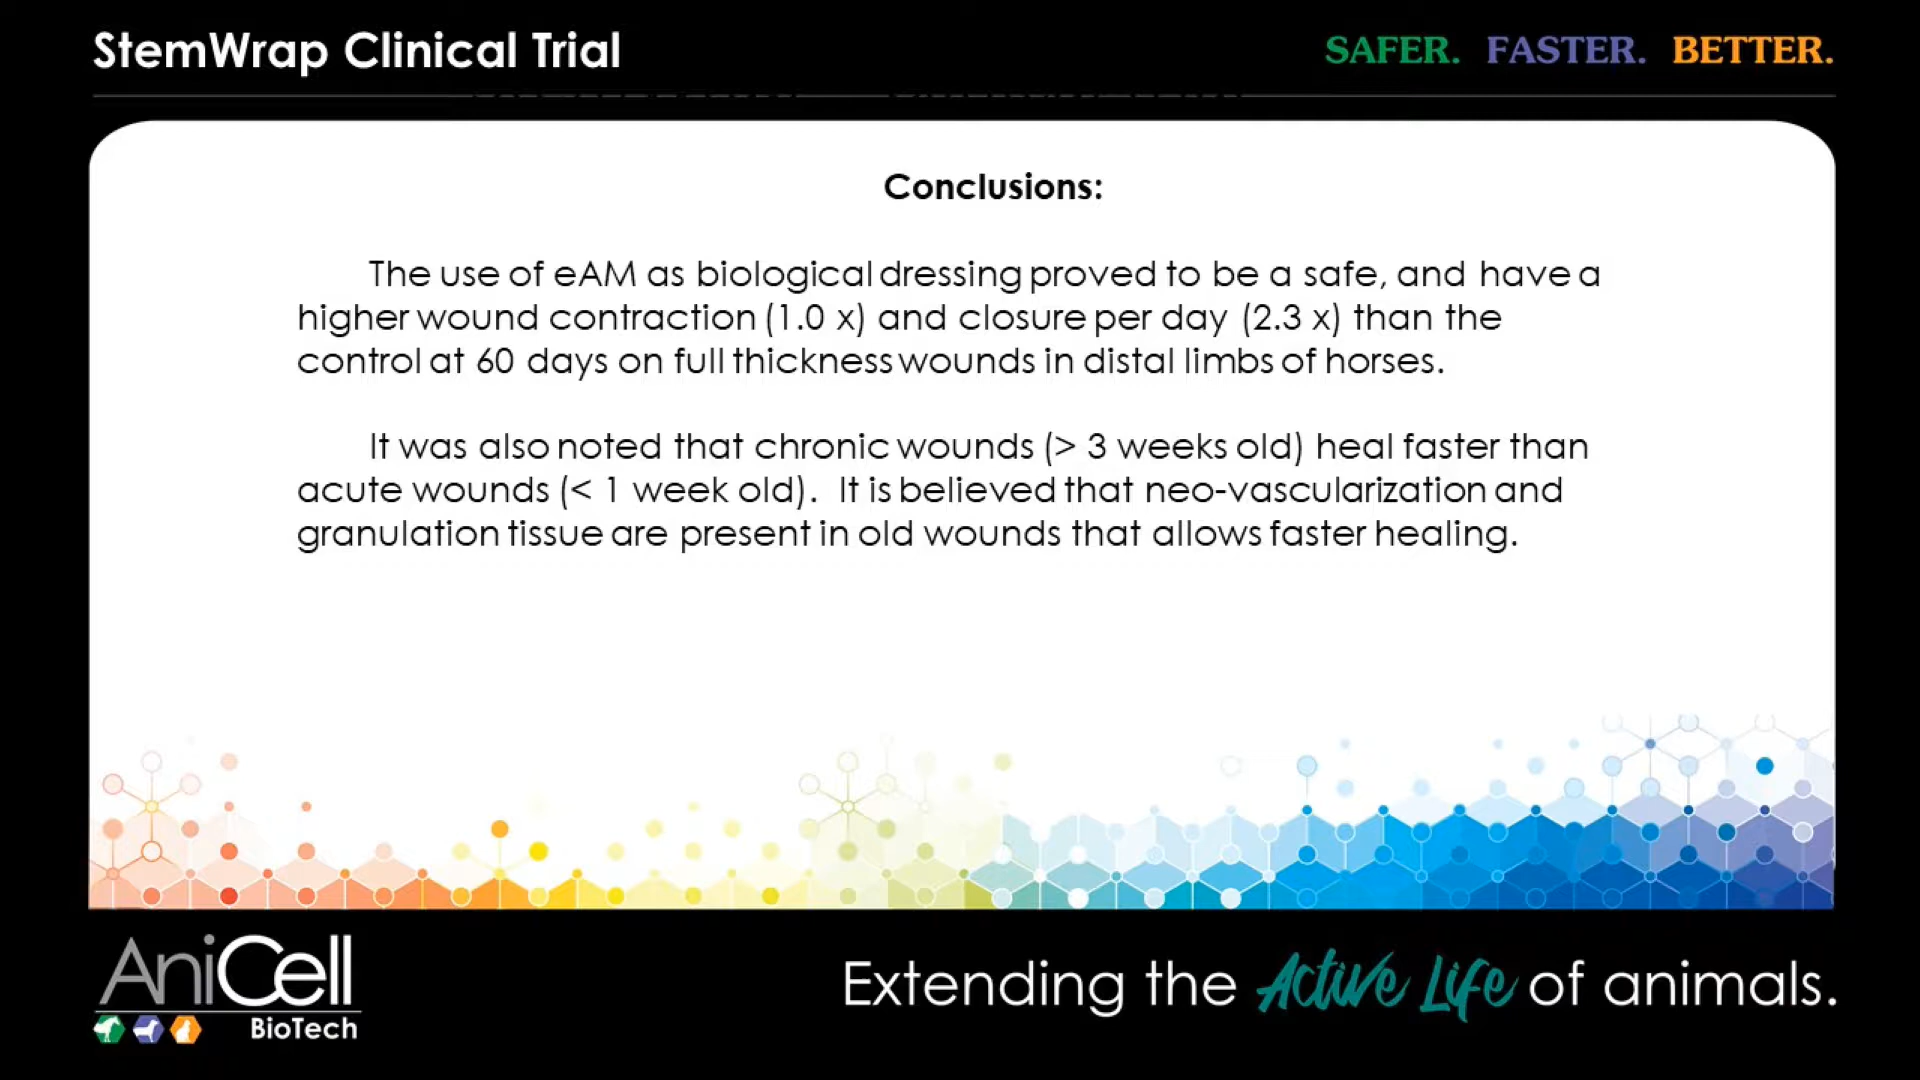 StemWrap Clinical Trial
SAFER. FASTER. BETTER.
Conclusions:
The use of eAM as biological dressing proved to be a safe, and have a
higher wound contraction (1.0 x) and closure per day (2.3 x) than the
control at 60 days on full thickness wounds in distal limbs of horses.
It was also noted that chronic wounds (> 3 weeks old) heal faster than
acute wounds (< 1 week old). It is believed that neo-vascularization and
granulation tissue are present in old wounds that allows faster healing.
AniCell
BioTech
Extending the Active Life of animals.